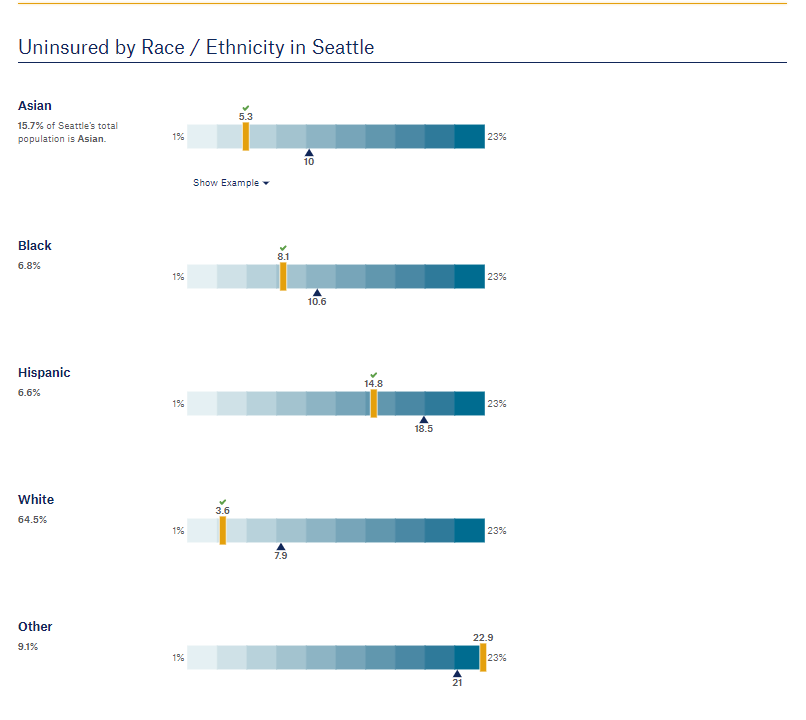 Uninsured by Race / Ethnicity in Seattle
Asian
15.7% of Seattle's total
population is Asian.
5.3
1%
23%
10
Show Example
Black
6.8%
8.1
1%
23%
10.6
Hispanic
6.6%
14.8
1%
23%
18.5
White
64.5%
3.6
1%
23%
7.9
Other
9.1%
22.9
1%
23%
21